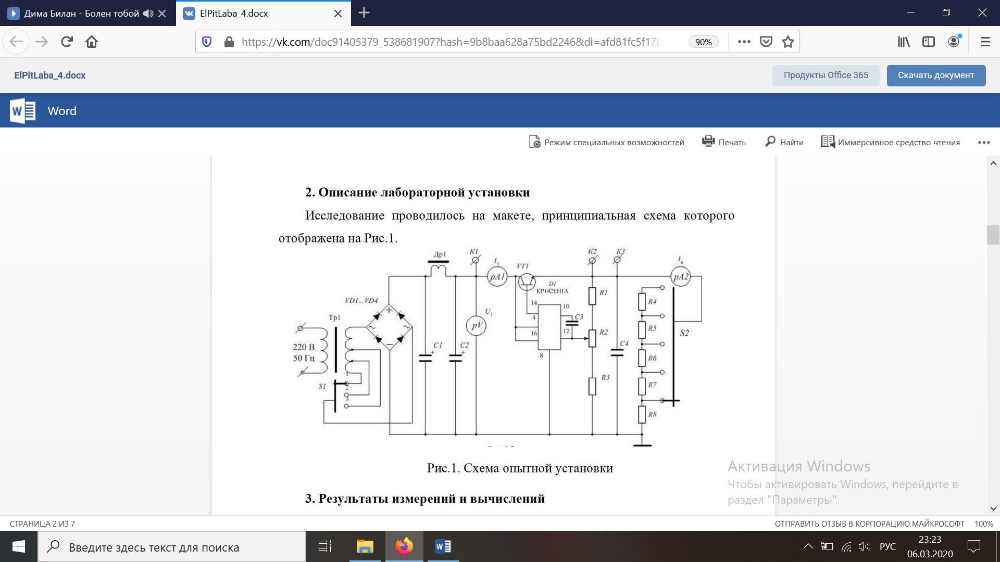 Дима Билан - Болен тобой
ElPitLaba_4.docx
https://vk.com/doc91405379_538681907?hash=9b8baa628a75bd2246&dl=afd81fc5f17b
90%
ElPitLaba_4.docx
Продукты Office 365
Скачать документ
W Word
Режим специальных возможностей
Печать
Найти
Иммерсивное средство чтения
2. Описание лабораторной установки
Исследование проводилось на макете, принципиальная схема которого
отображена на Рис.1.
Др1
К1
I1
VT1
К2
К3
Iн
pA1
pA2
D1
КР142ЕН1А
R1
VD1...VD4
14
10
R4
Тр1
U1
4
C3
pV
16
12
R2
R5
S2
220 В
50 Гц
C1
C2
C4
8
R6
S1
1
2
3
R3
R7
R8
Рис.1. Схема опытной установки
3. Результаты измерений и вычислений
Активация Windows
Чтобы активировать Windows, перейдите в
раздел "Параметры".
СТРАНИЦА 2 ИЗ 7
ОТПРАВИТЬ ОТЗЫВ В КОРПОРАЦИЮ МАЙКРОСОФТ
100%
Введите здесь текст для поиска
РУС
23:23
06.03.2020